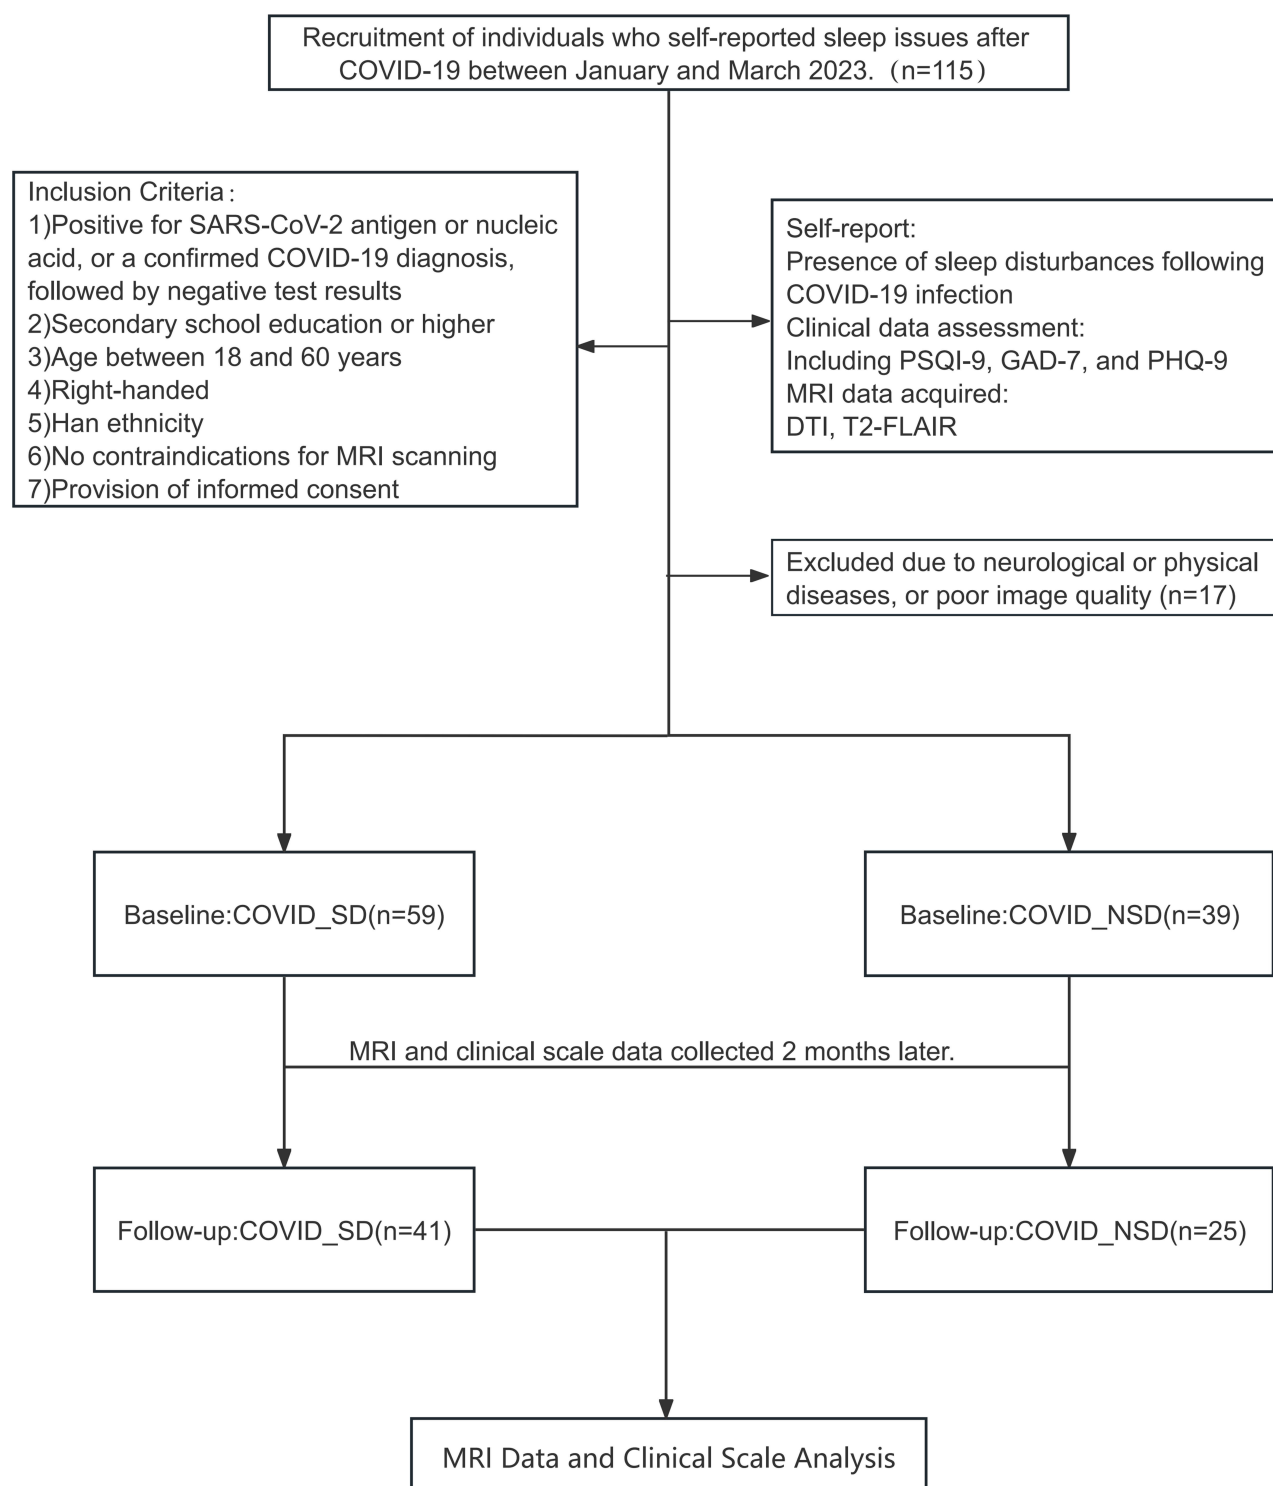 Recruitment of individuals who self-reported sleep issues after
COVID-19 between January and March 2023.（n=115）
Inclusion Criteria：
1)Positive for SARS-CoV-2 antigen or nucleic
acid, or a confirmed COVID-19 diagnosis,
followed by negative test results
2)Secondary school education or higher
3)Age between 18 and 60 years
4)Right-handed
5)Han ethnicity
6)No contraindications for MRI scanning
7)Provision of informed consent
Self-report:
Presence of sleep disturbances following
COVID-19 infection
Clinical data assessment:
Including PSQI-9, GAD-7, and PHQ-9
MRI data acquired:
DTI, T2-FLAIR
Excluded due to neurological or physical
diseases, or poor image quality (n=17)
Baseline:COVID_SD(n=59)
Baseline:COVID_NSD(n=39)
MRI and clinical scale data collected 2 months later.
Follow-up:COVID_SD(n=41)
Follow-up:COVID_NSD(n=25)
MRI Data and Clinical Scale Analysis